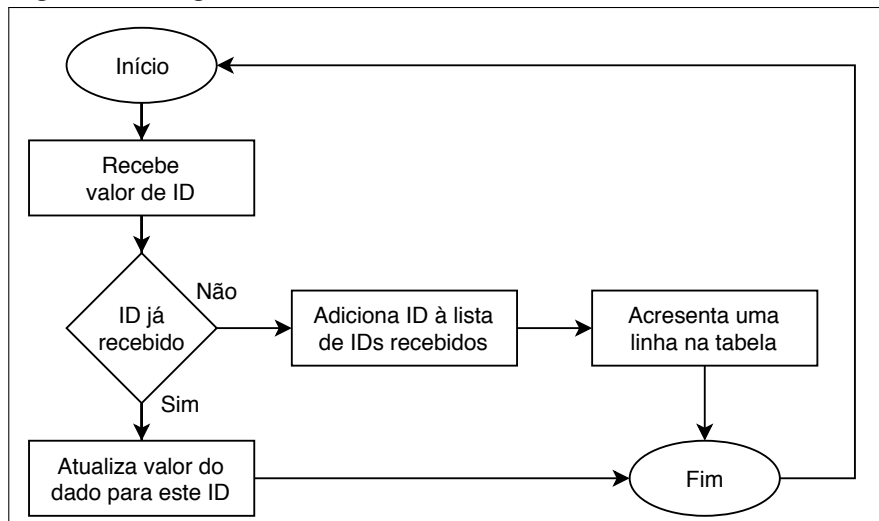 Início
Recebe
valor de ID
Não
ID já
recebido
Adiciona ID à lista
de IDs recebidos
Acresenta uma
linha na tabela
Sim
Atualiza valor do
dado para este ID
Fim